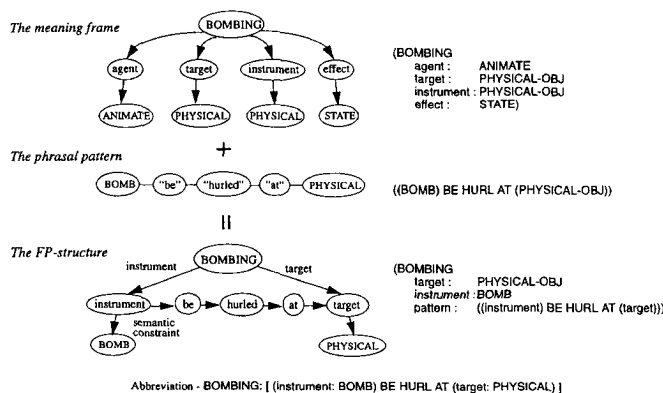 The meaning frame
BOMBING
agent target instrument effect
ANIMATE PHYSICAL PHYSICAL STATE
(BOMBING
agent : ANIMATE
target : PHYSICAL-OBJ
instrument : PHYSICAL-OBJ
effect : STATE)
+
The phrasal pattern
BOMB "be" "hurled" "at" PHYSICAL
((BOMB) BE HURL AT (PHYSICAL-OBJ))
=
The FP-structure
BOMBING
instrument target
instrument be hurled at target
semantic
constraint
BOMB PHYSICAL
(BOMBING
target : PHYSICAL-OBJ
instrument : BOMB
pattern : ((instrument) BE HURL AT (target)))
Abbreviation - BOMBING: [ (instrument: BOMB) BE HURL AT (target: PHYSICAL) ]